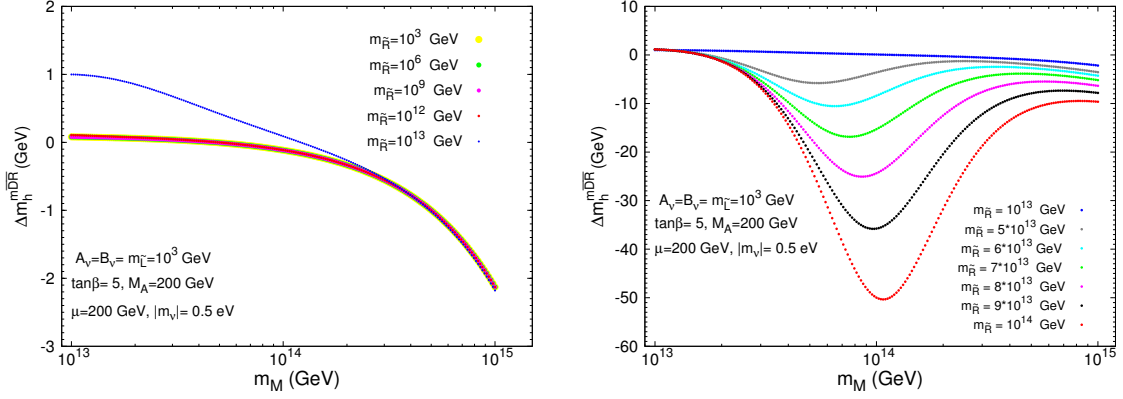 2
1
0
-1
-2
-3
10^13
10^14
10^15
Δm_h^{\overline{mDR}} (GeV)
m_M (GeV)
m_R̃=10^3 GeV
m_R̃=10^6 GeV
m_R̃=10^9 GeV
m_R̃=10^12 GeV
m_R̃=10^13 GeV
A_ν=B_ν= m_L̃=10^3 GeV
tanβ= 5, M_A=200 GeV
μ=200 GeV, |m_ν|= 0.5 eV
10
0
-10
-20
-30
-40
-50
-60
10^13
10^14
10^15
Δm_h^{\overline{mDR}} (GeV)
m_M (GeV)
A_ν=B_ν= m_L̃=10^3 GeV
tanβ= 5, M_A=200 GeV
μ=200 GeV, |m_ν|= 0.5 eV
m_R̃ = 10^13 GeV
m_R̃ = 5*10^13 GeV
m_R̃ = 6*10^13 GeV
m_R̃ = 7*10^13 GeV
m_R̃ = 8*10^13 GeV
m_R̃ = 9*10^13 GeV
m_R̃ = 10^14 GeV